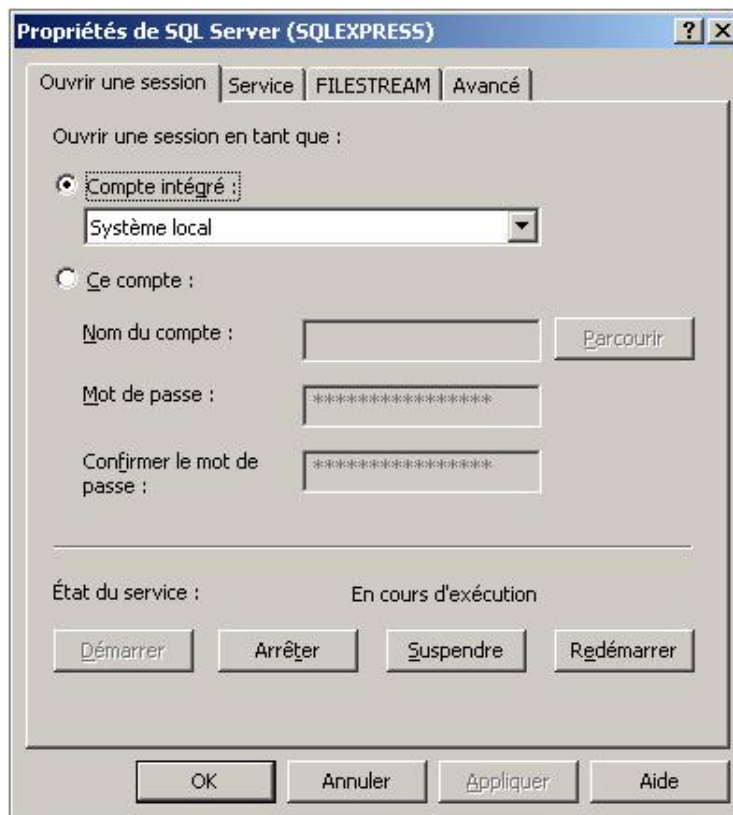 Propriétés de SQL Server (SQLEXPRESS)
Ouvrir une session Service FILESTREAM Avancé
Ouvrir une session en tant que :
Compte intégré :
Système local
Ce compte :
Nom du compte : Parcourir
Mot de passe : ****************
Confirmer le mot de
passe : ****************
État du service : En cours d'exécution
Démarrer Arrêter Suspendre Redémarrer
OK Annuler Appliquer Aide